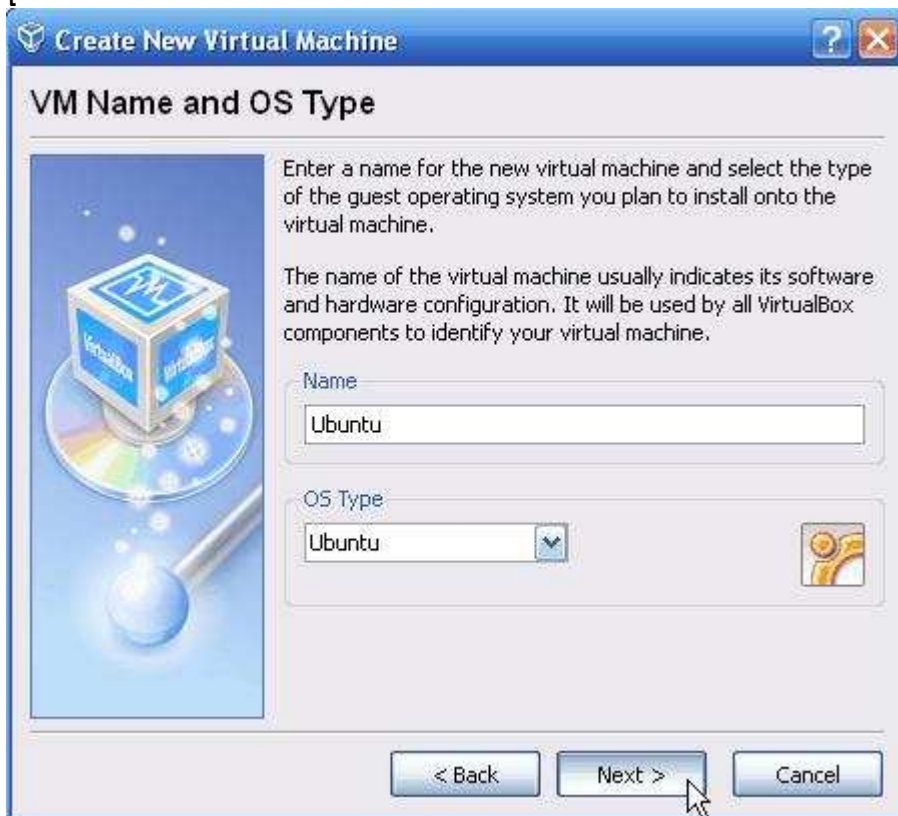 Create New Virtual Machine
VM Name and OS Type
Enter a name for the new virtual machine and select the type
of the guest operating system you plan to install onto the
virtual machine.
The name of the virtual machine usually indicates its software
and hardware configuration. It will be used by all VirtualBox
components to identify your virtual machine.
Name
Ubuntu
OS Type
Ubuntu
VirtualBox
< Back
Next >
Cancel